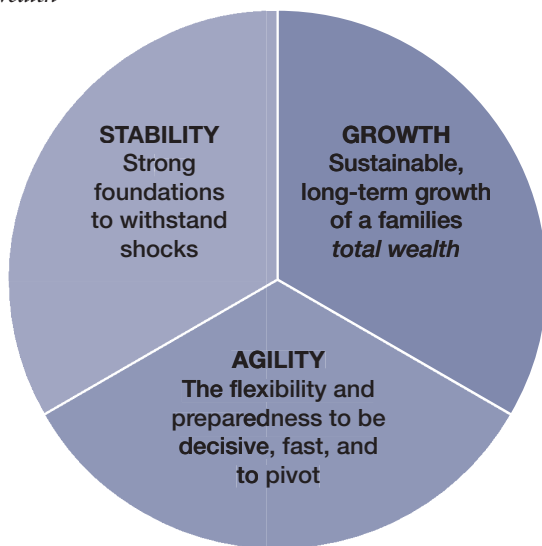 STABILITY
Strong
foundations
to withstand
shocks
GROWTH
Sustainable,
long-term growth
of a families
total wealth
AGILITY
The flexibility and
preparedness to be
decisive, fast, and
to pivot